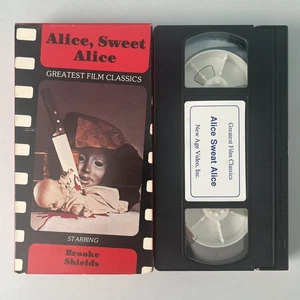 Alice, Sweet
Alice
GREATEST FILM CLASSICS
STARRING
Brooke
Shields
Greatest Film Classics
Alice Sweat Alice
New Age Video, Inc.